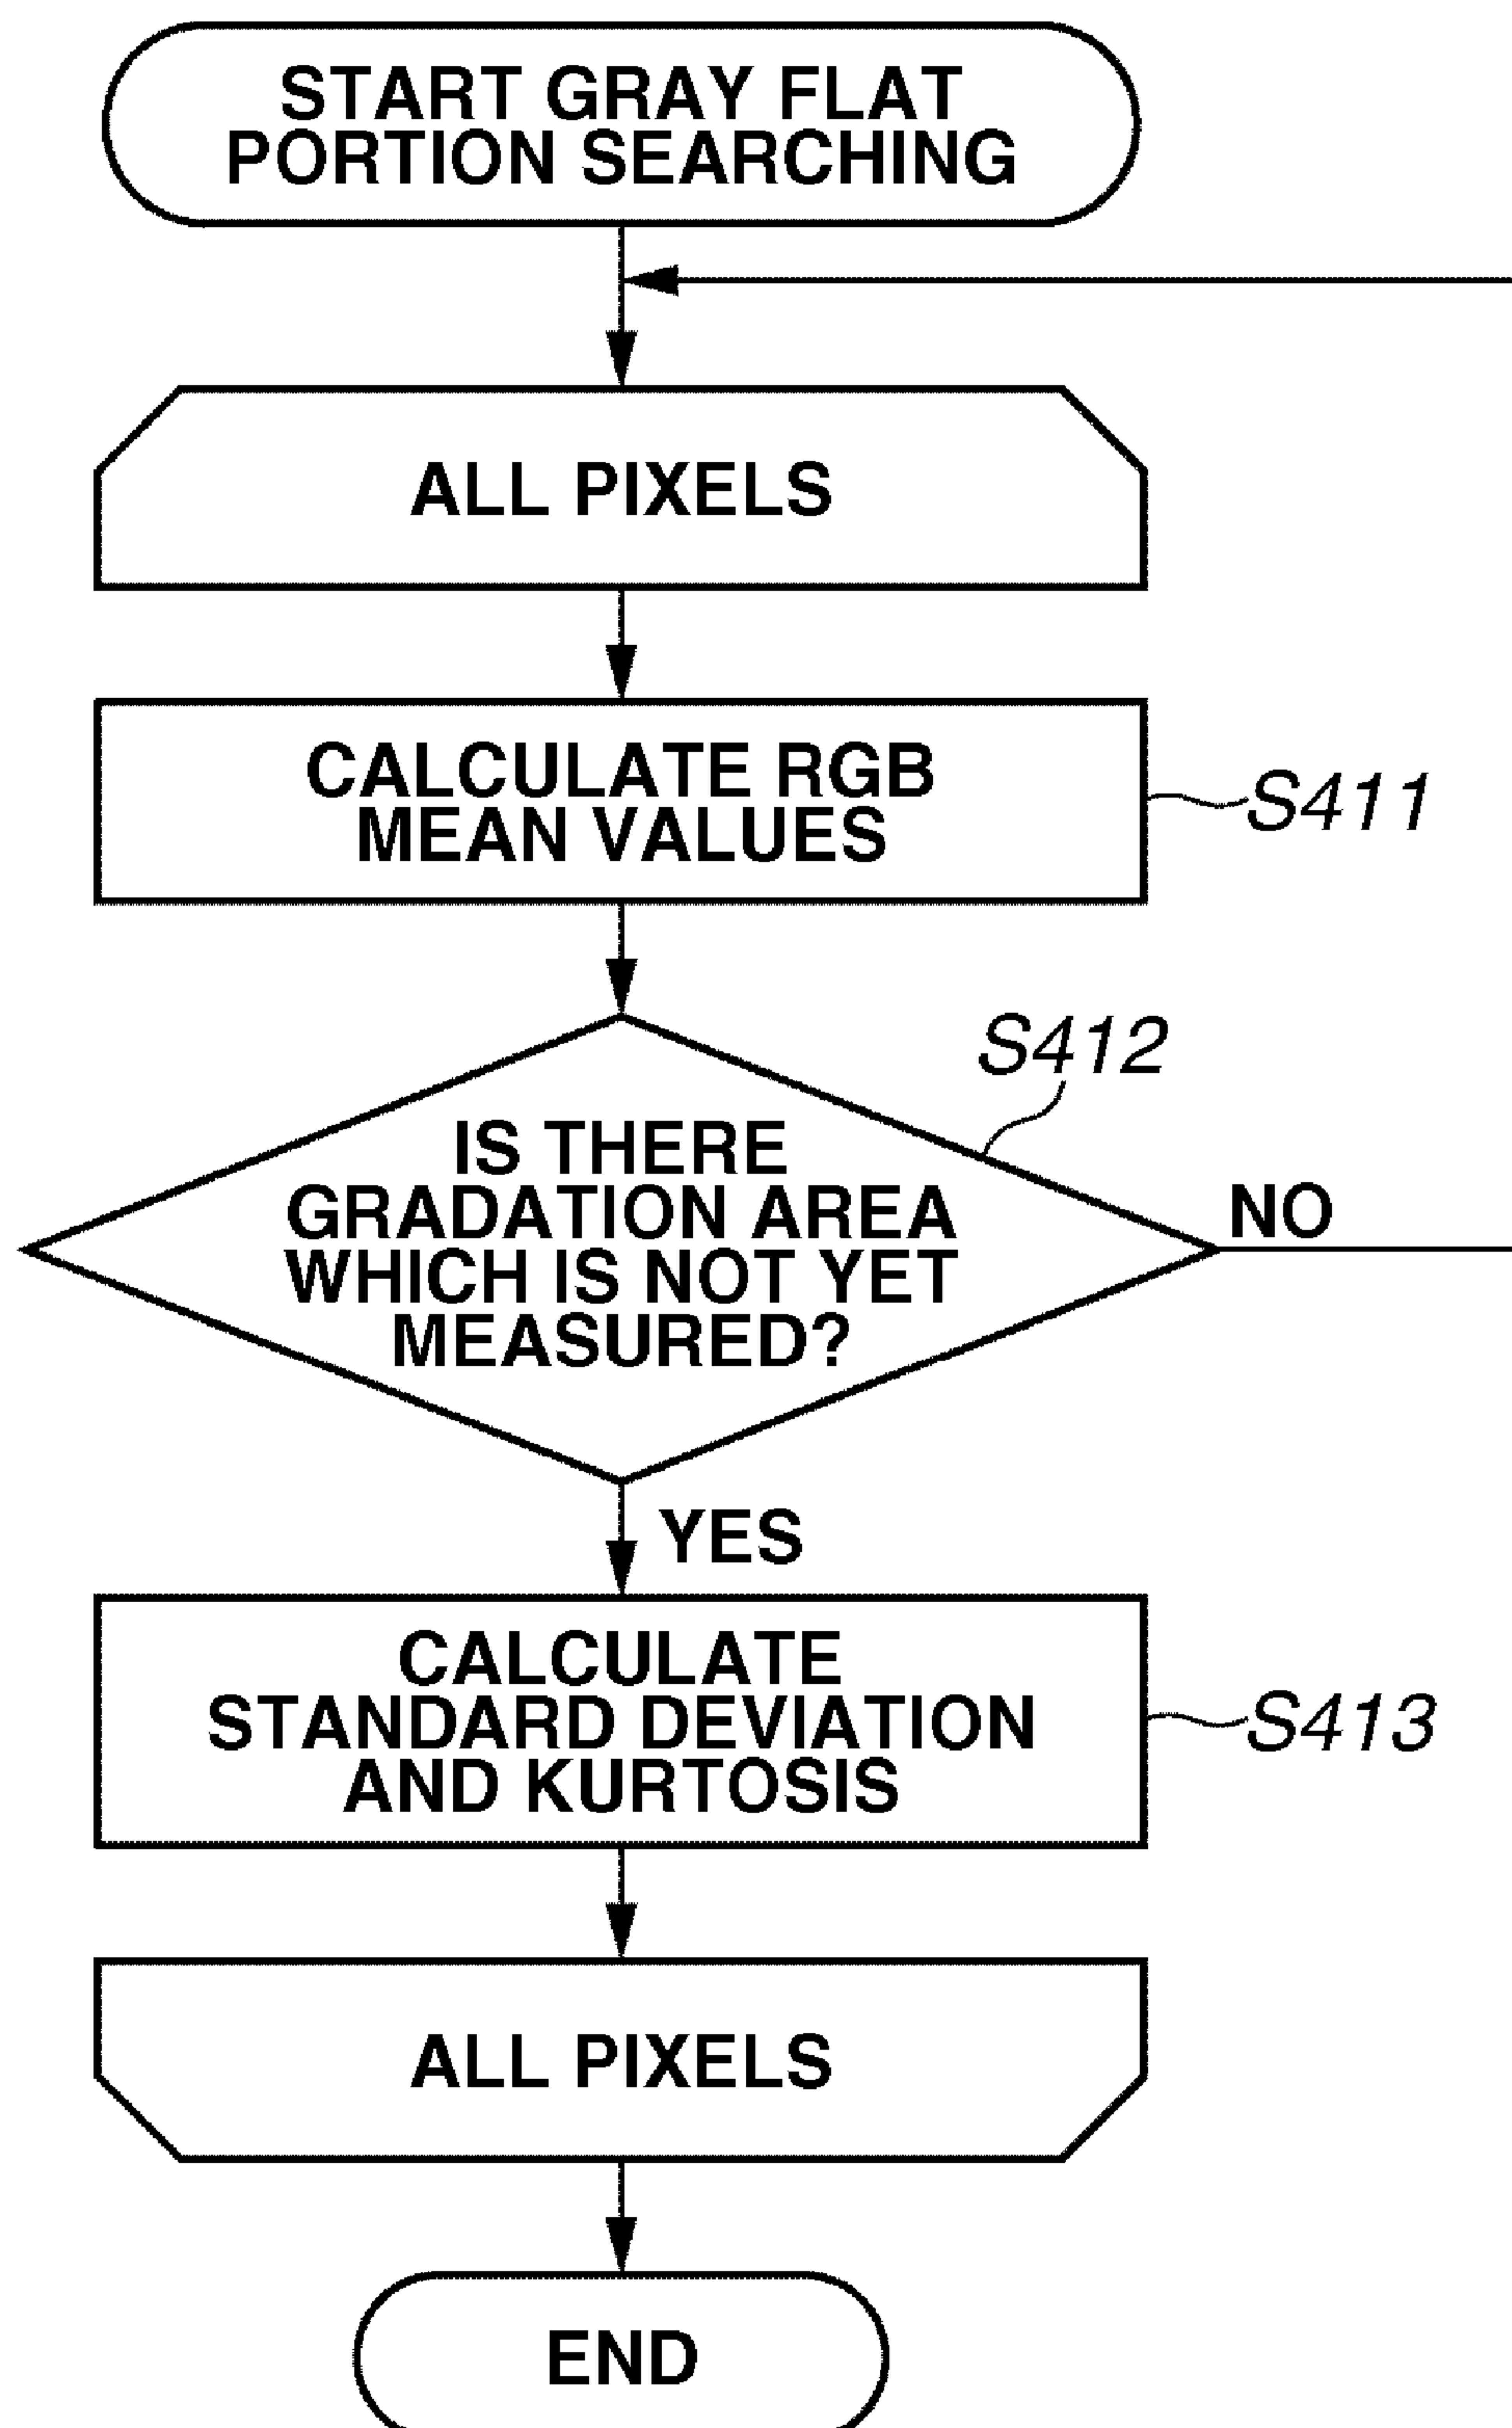 START GRAY FLAT
PORTION SEARCHING
ALL PIXELS
CALCULATE RGB
MEAN VALUES
S411
S412
IS THERE
GRADATION AREA
WHICH IS NOT YET
MEASURED?
NO
YES
CALCULATE
STANDARD DEVIATION
AND KURTOSIS
S413
ALL PIXELS
END